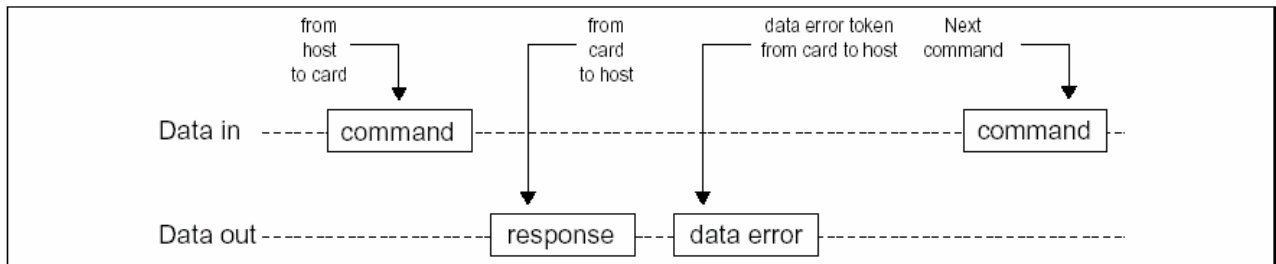 from
host
to card
from
card
to host
data error token
from card to host
Next
command
Data in
command
command
Data out
response
data error